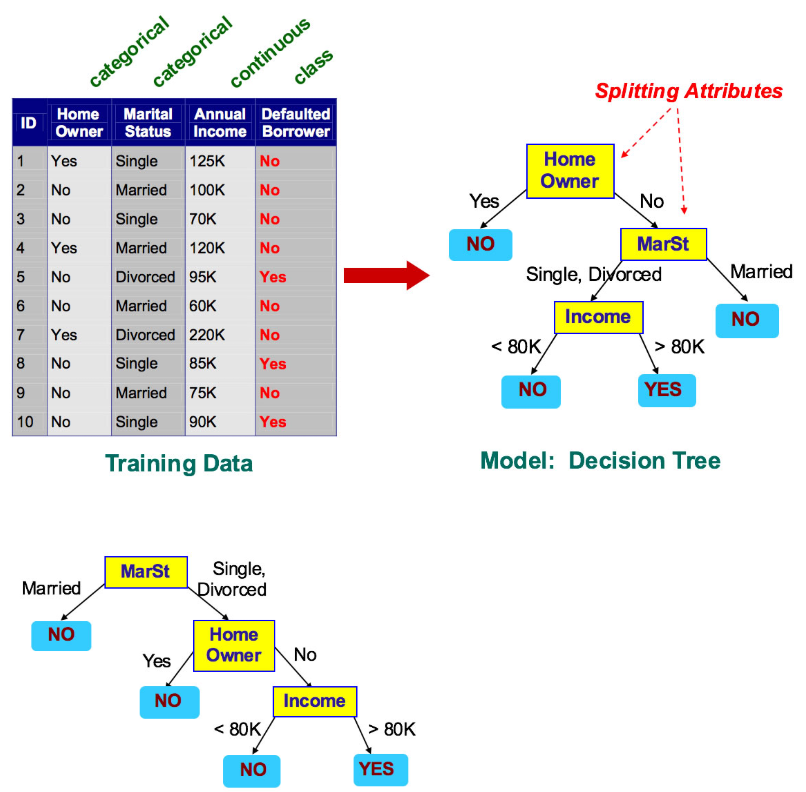 categorical
categorical
continuous
class
ID Home Owner Marital Status Annual Income Defaulted Borrower
1 Yes Single 125K No
2 No Married 100K No
3 No Single 70K No
4 Yes Married 120K No
5 No Divorced 95K Yes
6 No Married 60K No
7 Yes Divorced 220K No
8 No Single 85K Yes
9 No Married 75K No
10 No Single 90K Yes
Training Data
Splitting Attributes
Home
Owner
Yes
No
NO
MarSt
Single, Divorced
Married
Income
NO
< 80K
> 80K
NO
YES
Model: Decision Tree
MarSt
Married
Single,
Divorced
NO
Home
Owner
Yes
No
NO
Income
< 80K
> 80K
NO
YES